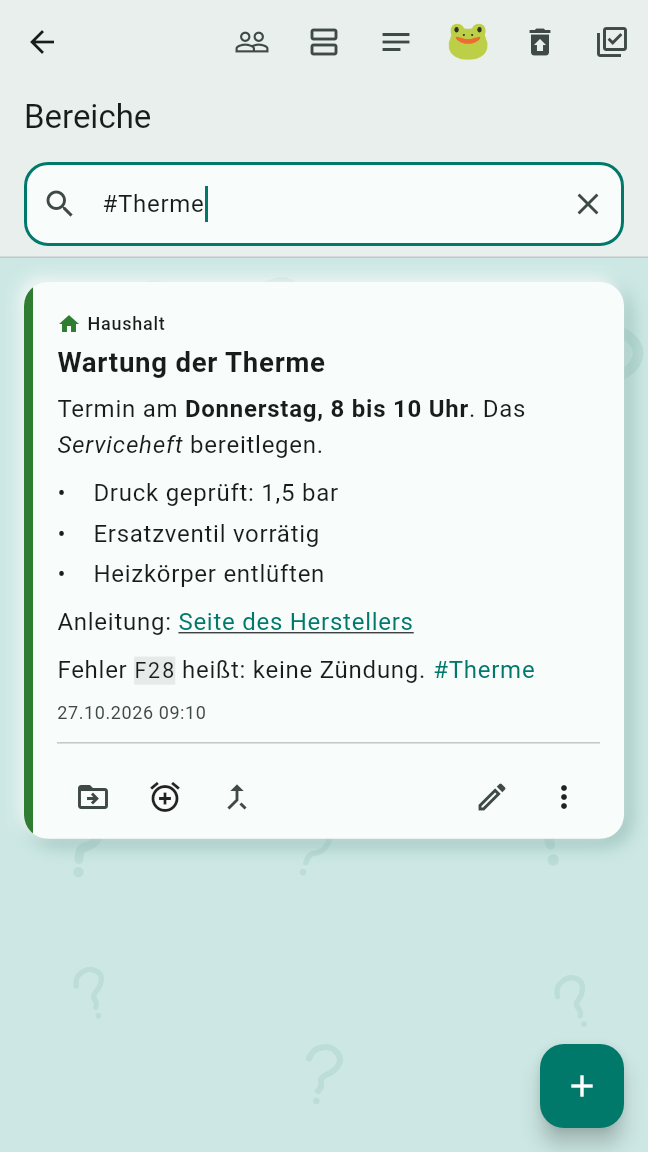 Bereiche
#Therme
Haushalt
Wartung der Therme
Termin am Donnerstag, 8 bis 10 Uhr. Das
Serviceheft bereitlegen.
• Druck geprüft: 1,5 bar
• Ersatzventil vorrätig
• Heizkörper entlüften
Anleitung: Seite des Herstellers
Fehler F28 heißt: keine Zündung. #Therme
27.10.2026 09:10